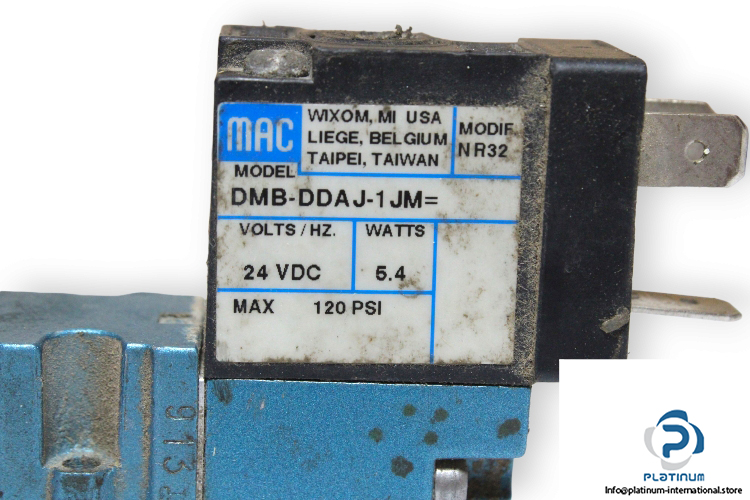 MAC
WIXOM, MI USA
LIEGE, BELGIUM
TAIPEI, TAIWAN
MODIF.
NR32
MODEL
DMB-DDAJ-1JM=
VOLTS / HZ.
WATTS
24 VDC
5.4
MAX 120 PSI
PLATINUM
Info@platinum-international.store